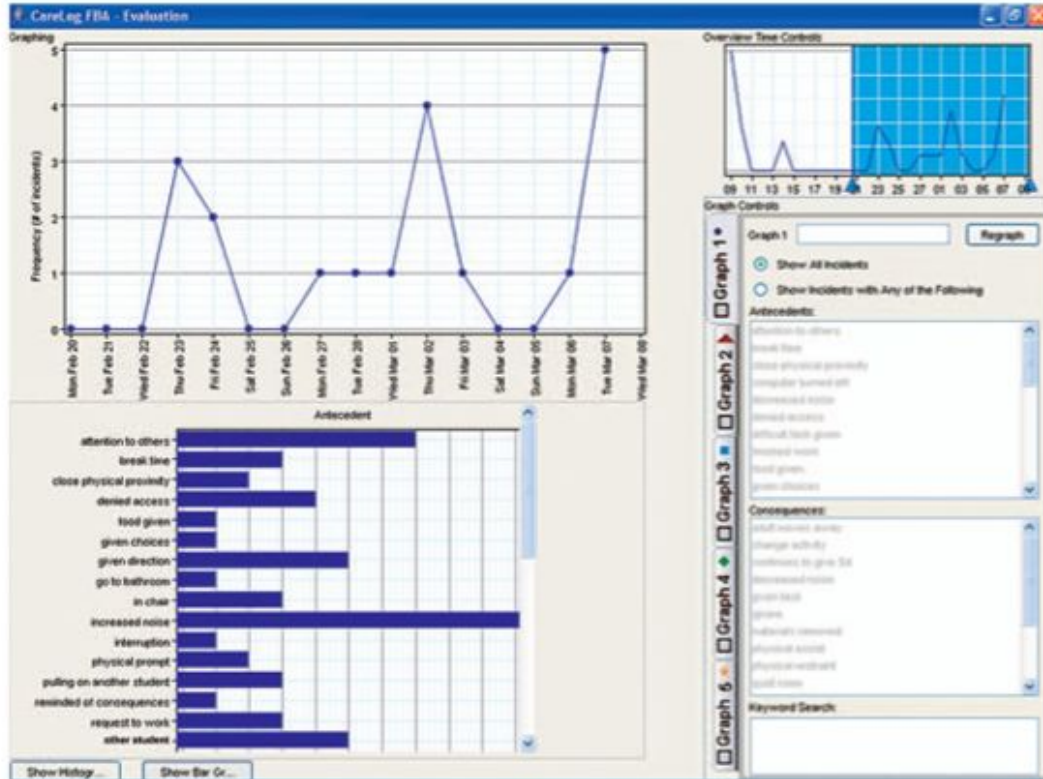 CareLog FBA - Evaluation
Graphing
Overview Time Controls
Frequency (# of incidents)
5
4
3
2
1
0
Mon Feb 20
Tue Feb 21
Wed Feb 22
Thu Feb 23
Fri Feb 24
Sat Feb 25
Sun Feb 26
Mon Feb 27
Tue Feb 28
Wed Mar 01
Thu Mar 02
Fri Mar 03
Sat Mar 04
Sun Mar 05
Mon Mar 06
Tue Mar 07
Wed Mar 08
09 11 13 15 17 19 21 23 25 27 01 03 05 07 09
Graph Controls
Graph 1
Graph 2
Graph 3
Graph 4
Graph 5
Graph 1
Regraph
Show All Incidents
Show Incidents with Any of the Following
Antecedents:
attention to others
break time
close physical proximity
computer turned off
decreased noise
denied access
difficult task given
food given
given choices
Consequences:
adult moves away
change activity
continues to give Sd
decreased noise
given task
ignore
materials removed
physical assist
physical restraint
quiet room
Keyword Search:
Antecedent
attention to others
break time
close physical proximity
denied access
food given
given choices
given direction
go to bathroom
in chair
increased noise
interruption
physical prompt
pulling on another student
reminded of consequences
request to work
other student
Show Histogr...
Show Bar Gr...